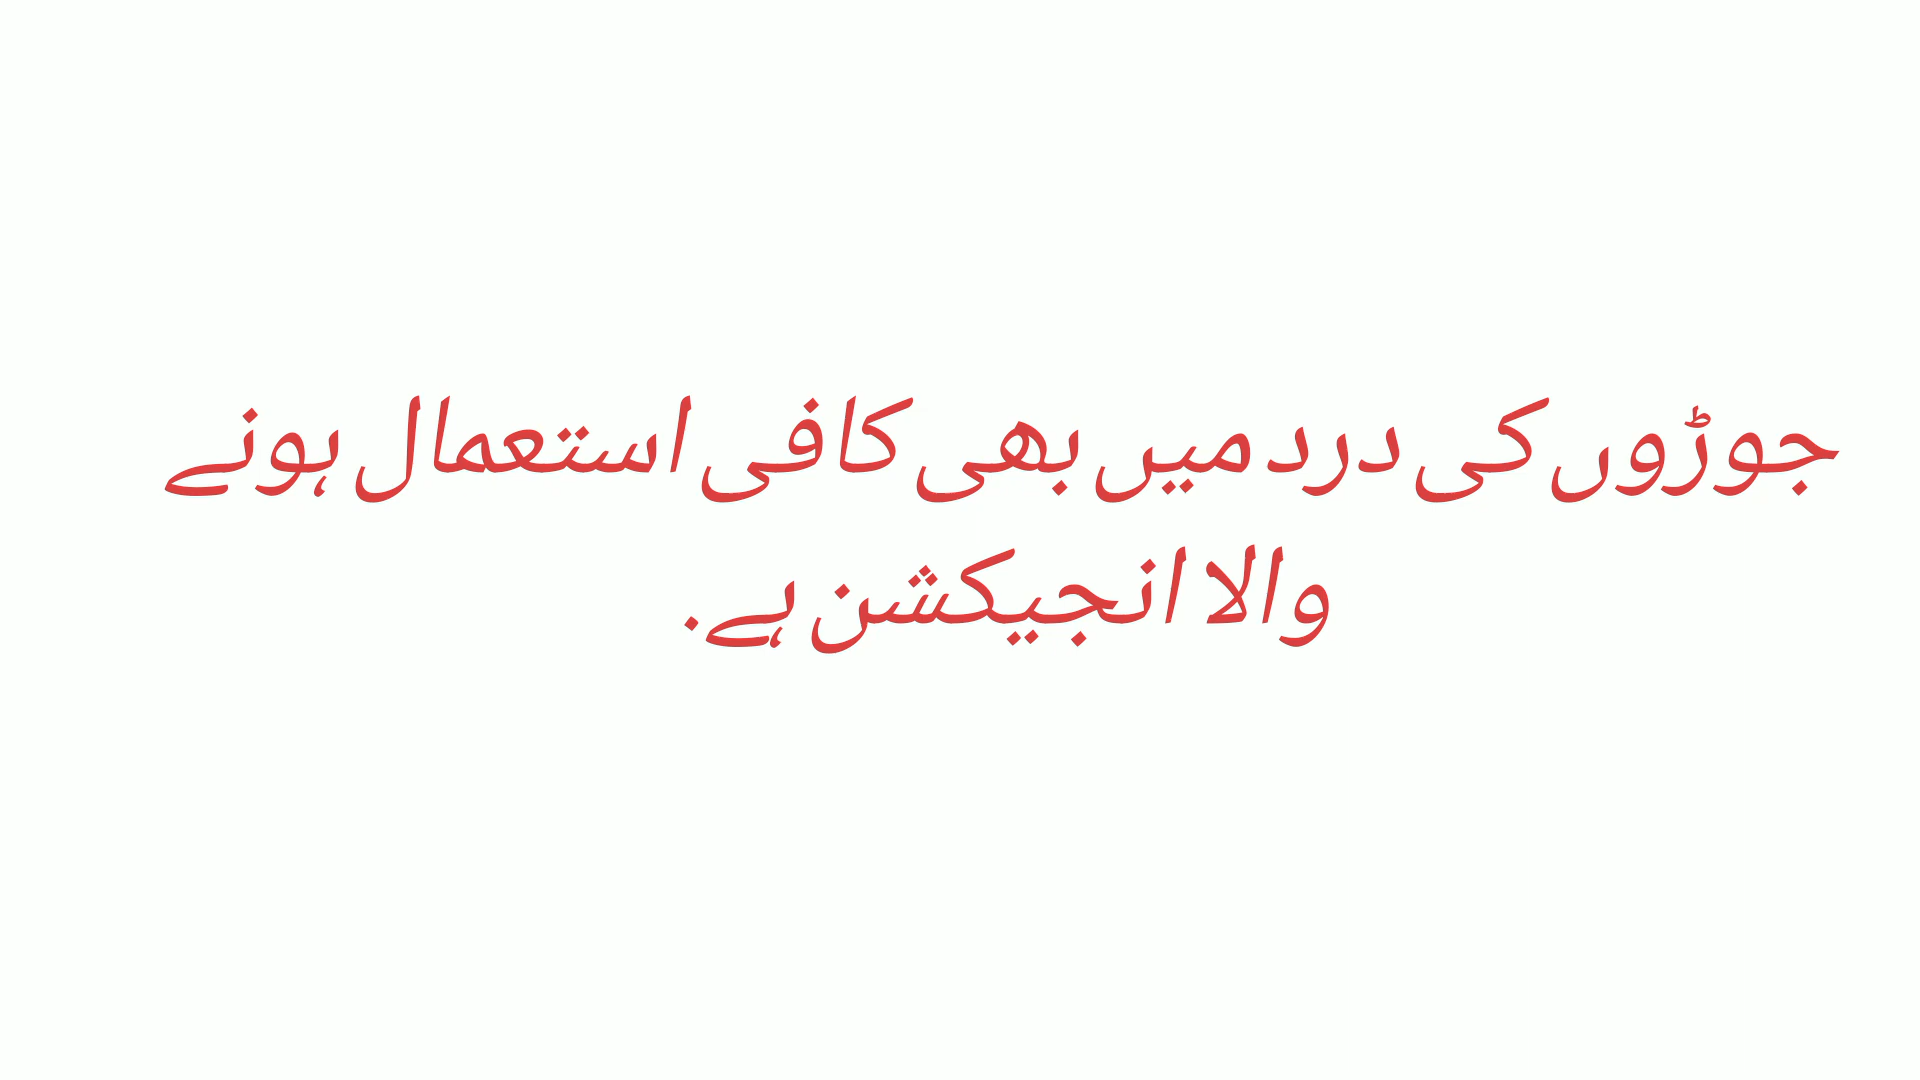 جوڑوں کی درد میں بھی کافی استعمال ہونے
والا انجیکشن ہے.